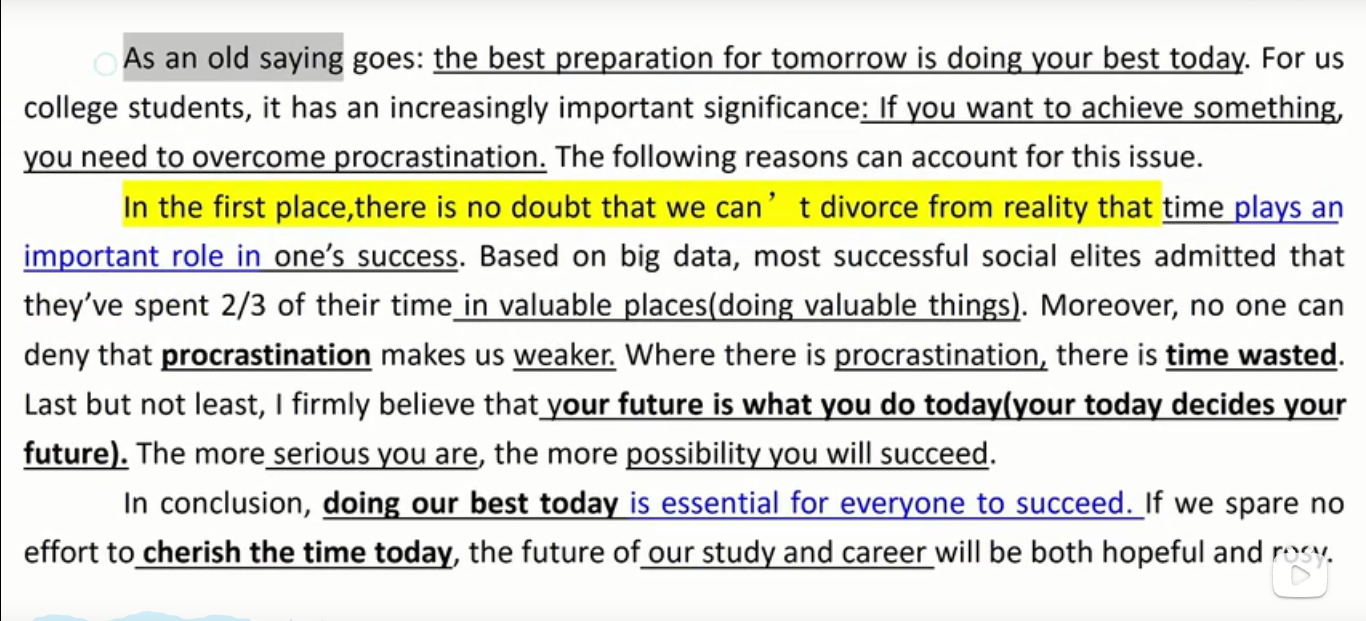 As an old saying goes: the best preparation for tomorrow is doing your best today. For us
college students, it has an increasingly important significance: If you want to achieve something,
you need to overcome procrastination. The following reasons can account for this issue.
In the first place,there is no doubt that we can’ t divorce from reality that time plays an
important role in one’s success. Based on big data, most successful social elites admitted that
they’ve spent 2/3 of their time in valuable places(doing valuable things). Moreover, no one can
deny that procrastination makes us weaker. Where there is procrastination, there is time wasted.
Last but not least, I firmly believe that your future is what you do today(your today decides your
future). The more serious you are, the more possibility you will succeed.
In conclusion, doing our best today is essential for everyone to succeed. If we spare no
effort to cherish the time today, the future of our study and career will be both hopeful and rosy.